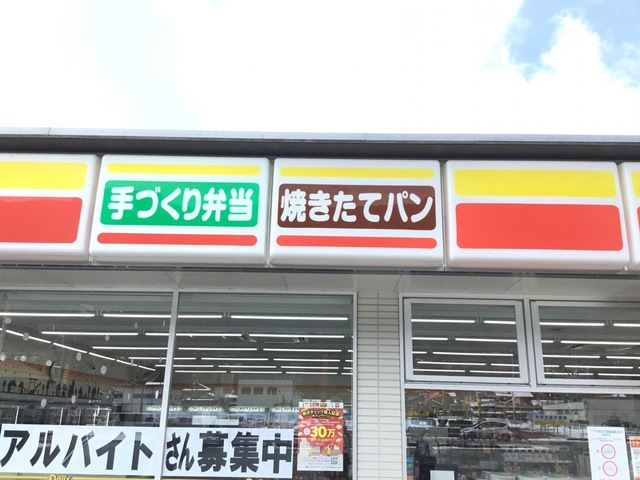 手づくり弁当
焼きたてパン
アルバイトさん募集中
30万